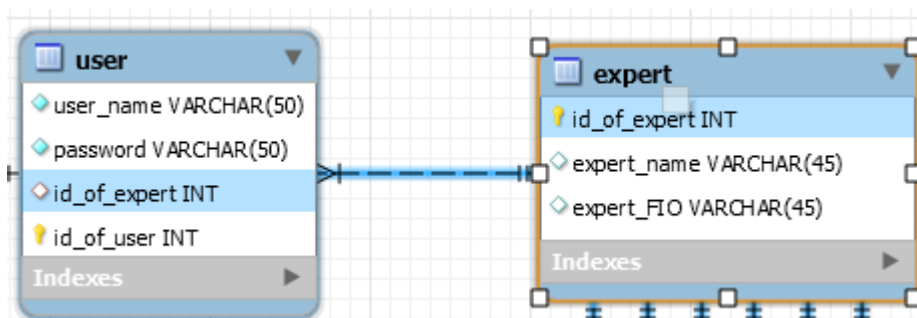 user
user_name VARCHAR(50)
password VARCHAR(50)
id_of_expert INT
id_of_user INT
Indexes
expert
id_of_expert INT
expert_name VARCHAR(45)
expert_FIO VARCHAR(45)
Indexes